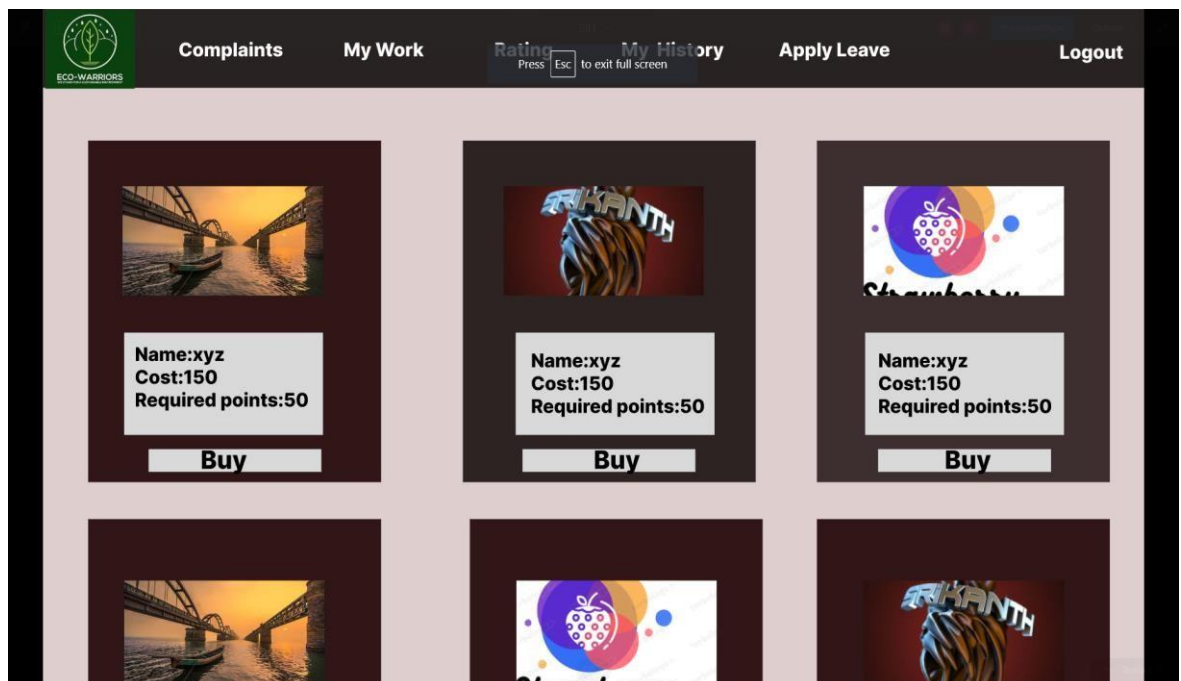 Complaints
My Work
Rating
My History
Apply Leave
Logout
ECO-WARRIORS
Press Esc to exit full screen
SRIKANTH
Strawberry
Name:xyz
Cost:150
Required points:50
Buy
Name:xyz
Cost:150
Required points:50
Buy
Name:xyz
Cost:150
Required points:50
Buy
SRIKANTH